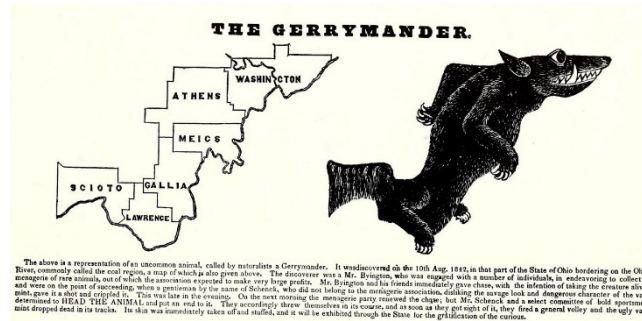 THE GERRYMANDER.
WASHINGTON
ATHENS
MEIGS
SCIOTO
GALLIA
LAWRENCE
The above is a representation of an uncommon animal, called by naturalists a Gerrymander. It wasdiscovered on the 10th Aug. 1842, in that part of the State of Ohio bordering on the Oh
River, commonly called the coal region, a map of which is also given above. The discoverer was a Mr. Byington, who was engaged with a number of individuals, in endeavoring to collect
menagerie of rare animals, out of which the association expected to make very large profits. Mr. Byington and his friends immediately gave chase, with the intention of taking the creature
and were on the point of succeeding, when a gentleman by the name of Schenck, who did not belong to the menagerie association, disliking the savage look and dangerous character of the
mint, gave it a shot and crippled it. This was late in the evening. On the next morning the menagerie party renewed the chase; but Mr. Schenck and a select committee of bold sportsm
determined to HEAD THE ANIMAL and put an end to it. They accordingly threw themselves in its course, and as soon as they got sight of it, they fired a general volley and the ugly
mint dropped dead in its tracks. Its skin was immediately taken off and stuffed, and it will be exhibited through the State for the gratification of the curious.